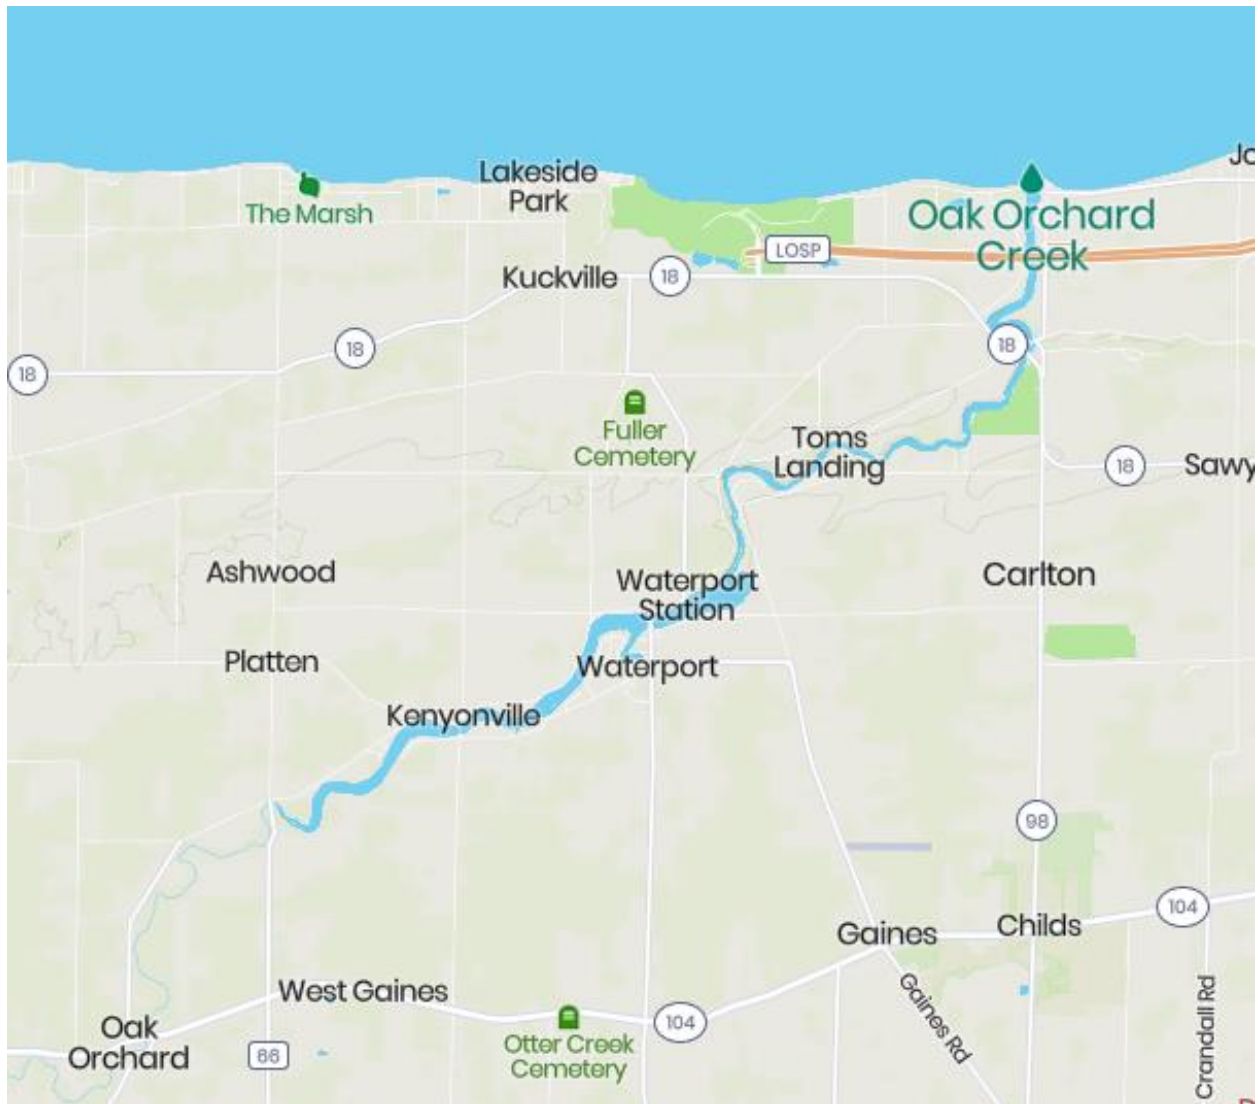 Jo
Lakeside
Park
The Marsh
Oak Orchard
Creek
LOSP
Kuckville
18
18
18
18
Fuller
Cemetery
Toms
Landing
18
Sawy
Ashwood
Waterport
Station
Carlton
Platten
Waterport
Kenyonville
98
104
Gaines
Childs
West Gaines
Gaines Rd
Crandall Rd
104
Oak
Orchard
66
Otter Creek
Cemetery